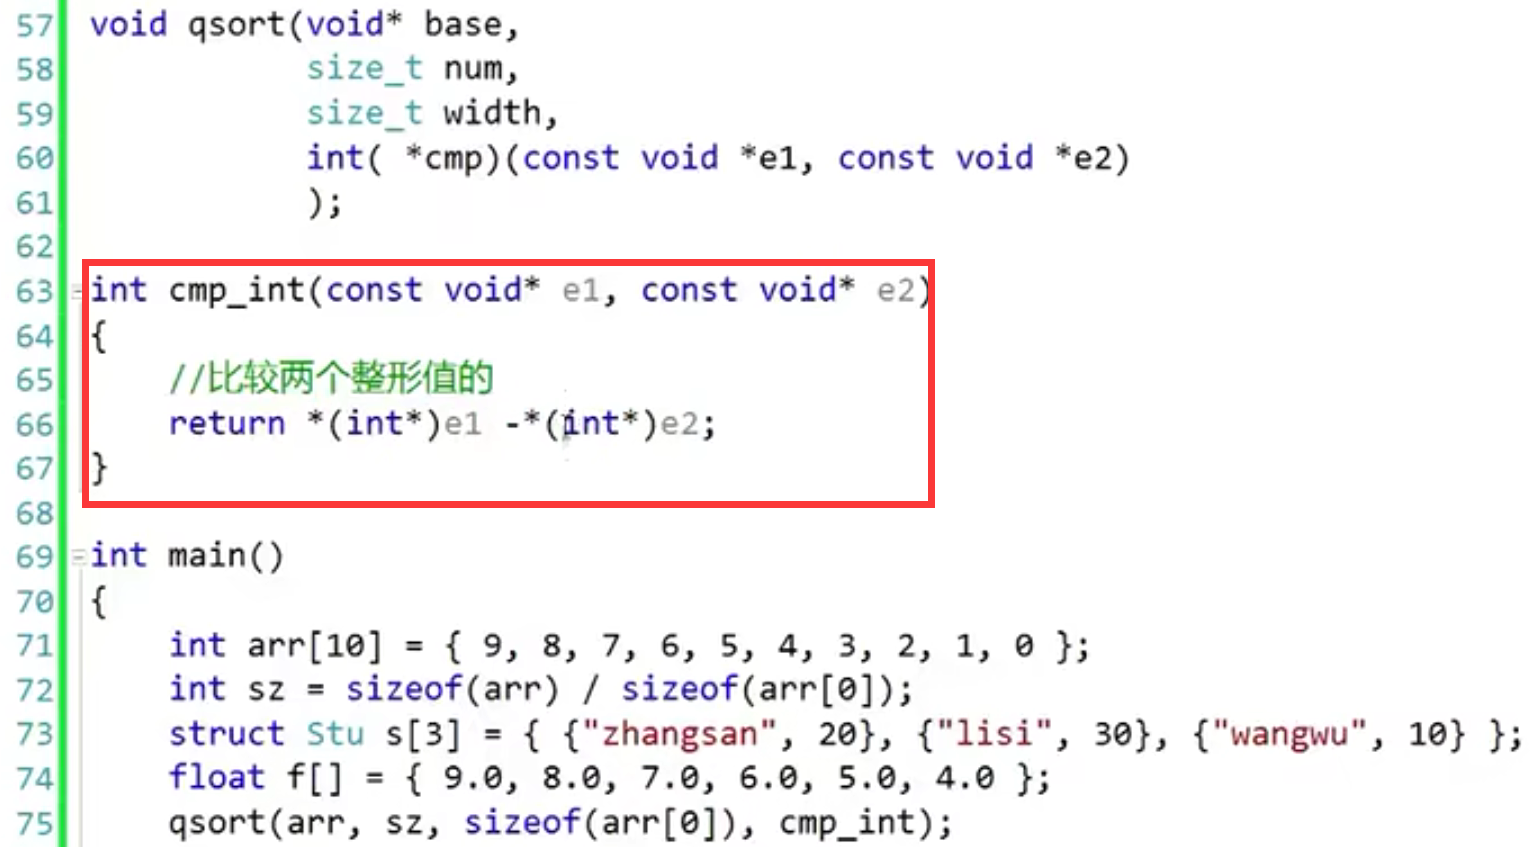 57 void qsort(void* base,
58 size_t num,
59 size_t width,
60 int( *cmp)(const void *e1, const void *e2)
61 );
62
63 int cmp_int(const void* e1, const void* e2)
64 {
65 //比较两个整形值的
66 return *(int*)e1 -*(int*)e2;
67 }
68
69 int main()
70 {
71 int arr[10] = { 9, 8, 7, 6, 5, 4, 3, 2, 1, 0 };
72 int sz = sizeof(arr) / sizeof(arr[0]);
73 struct Stu s[3] = { {"zhangsan", 20}, {"lisi", 30}, {"wangwu", 10} };
74 float f[] = { 9.0, 8.0, 7.0, 6.0, 5.0, 4.0 };
75 qsort(arr, sz, sizeof(arr[0]), cmp_int);